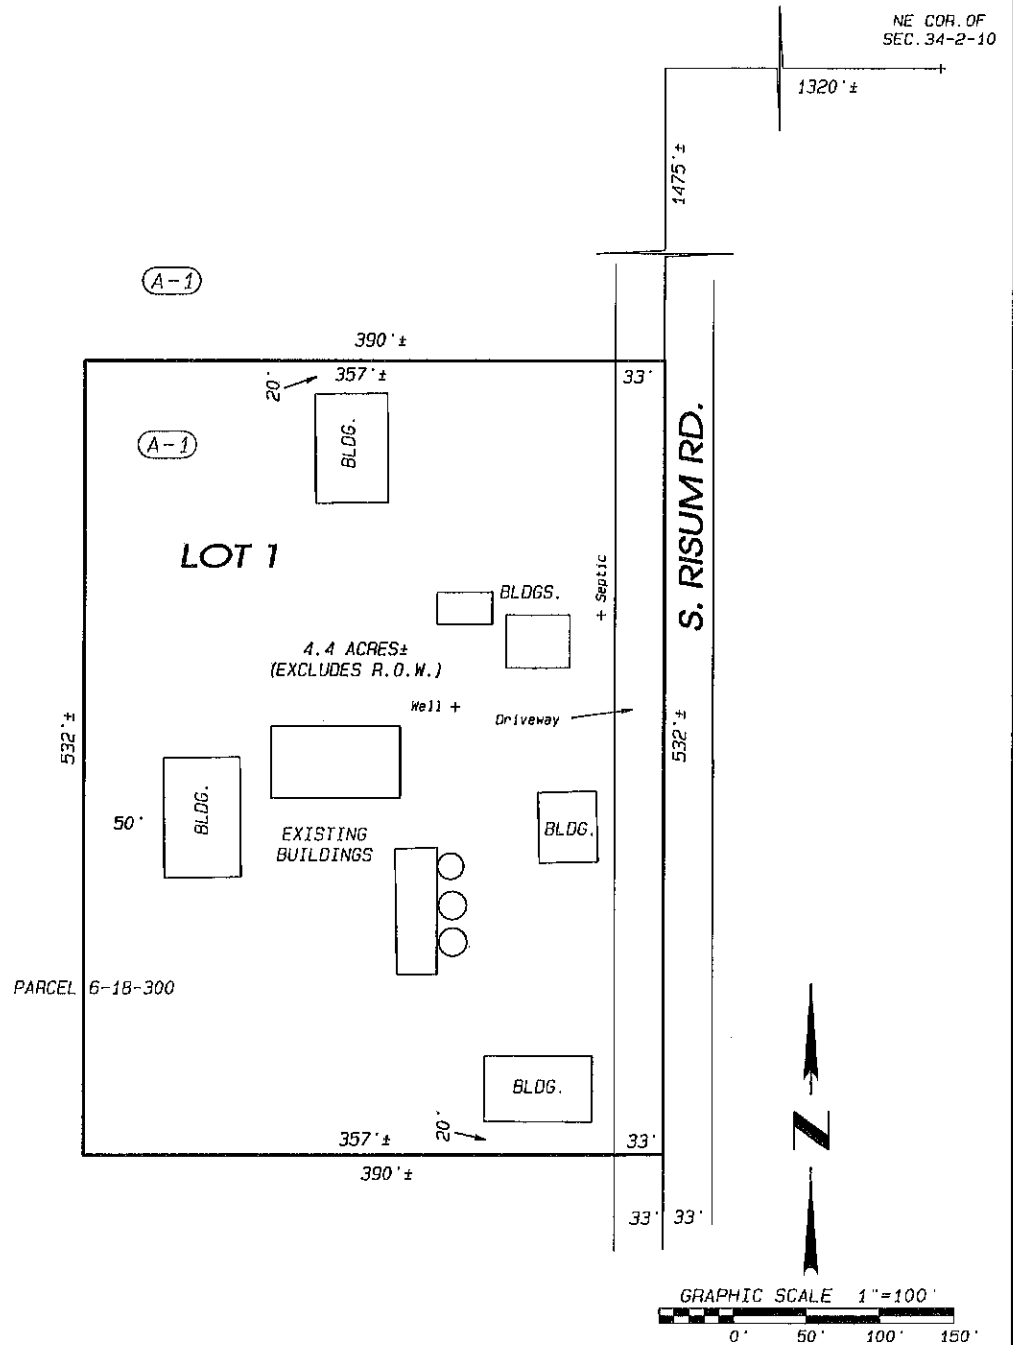 NE COR. OF
SEC. 34-2-10
1320'±
1475'±
A-1
390'±
20'
357'±
33'
BLDG.
A-1
S. RISUM RD.
LOT 1
+ Septic
BLDGS.
4.4 ACRES±
(EXCLUDES R.O.W.)
Well +
Driveway
532'±
532'±
BLDG.
50'
BLDG.
EXISTING
BUILDINGS
PARCEL 6-18-300
BLDG.
20'
357'±
33'
390'±
33' 33'
N
GRAPHIC SCALE 1"=100'
0' 50' 100' 150'